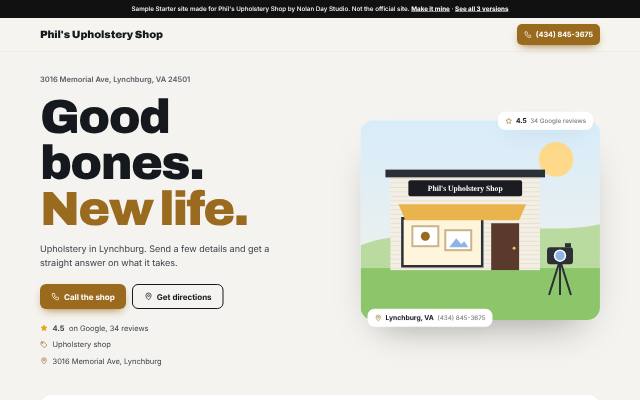 Sample Starter site made for Phil's Upholstery Shop by Nolan Day Studio. Not the official site. Make it mine · See all 3 versions
Phil's Upholstery Shop
(434) 845-3675
3016 Memorial Ave, Lynchburg, VA 24501
Good
bones.
New life.
Upholstery in Lynchburg. Send a few details and get a
straight answer on what it takes.
Call the shop
Get directions
4.5 on Google, 34 reviews
Upholstery shop
3016 Memorial Ave, Lynchburg
4.5 34 Google reviews
Phil's Upholstery Shop
Lynchburg, VA (434) 845-3675